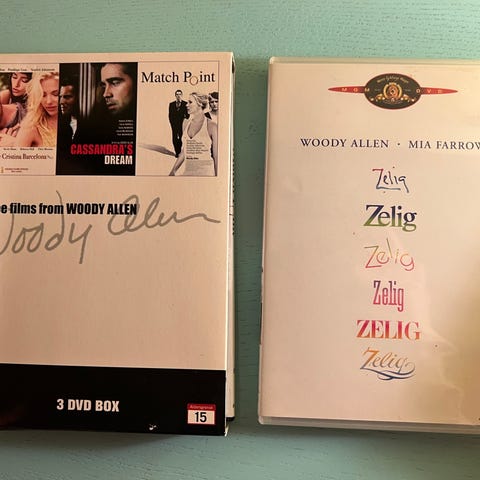 Match Point
CASSANDRA'S
DREAM
Cristina Barcelona
e films from WOODY ALLEN
Woody Allen
3 DVD BOX
15
MGM DVD
WOODY ALLEN · MIA FARROW
Zelig
Zelig
Zelig
Zelig
ZELIG
Zelig